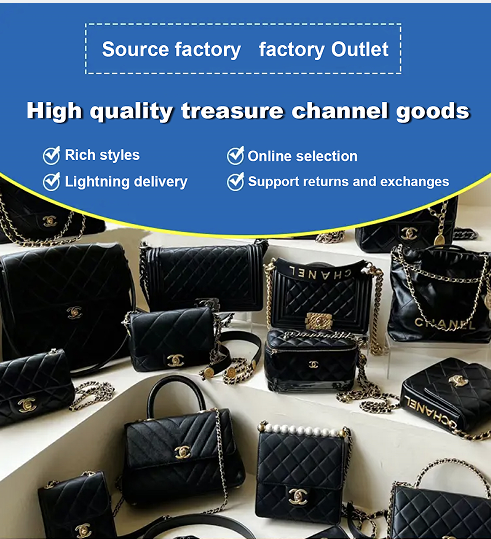 Source factory factory Outlet
High quality treasure channel goods
Rich styles
Online selection
Lightning delivery
Support returns and exchanges
CHANEL
CHANEL
CHANEL